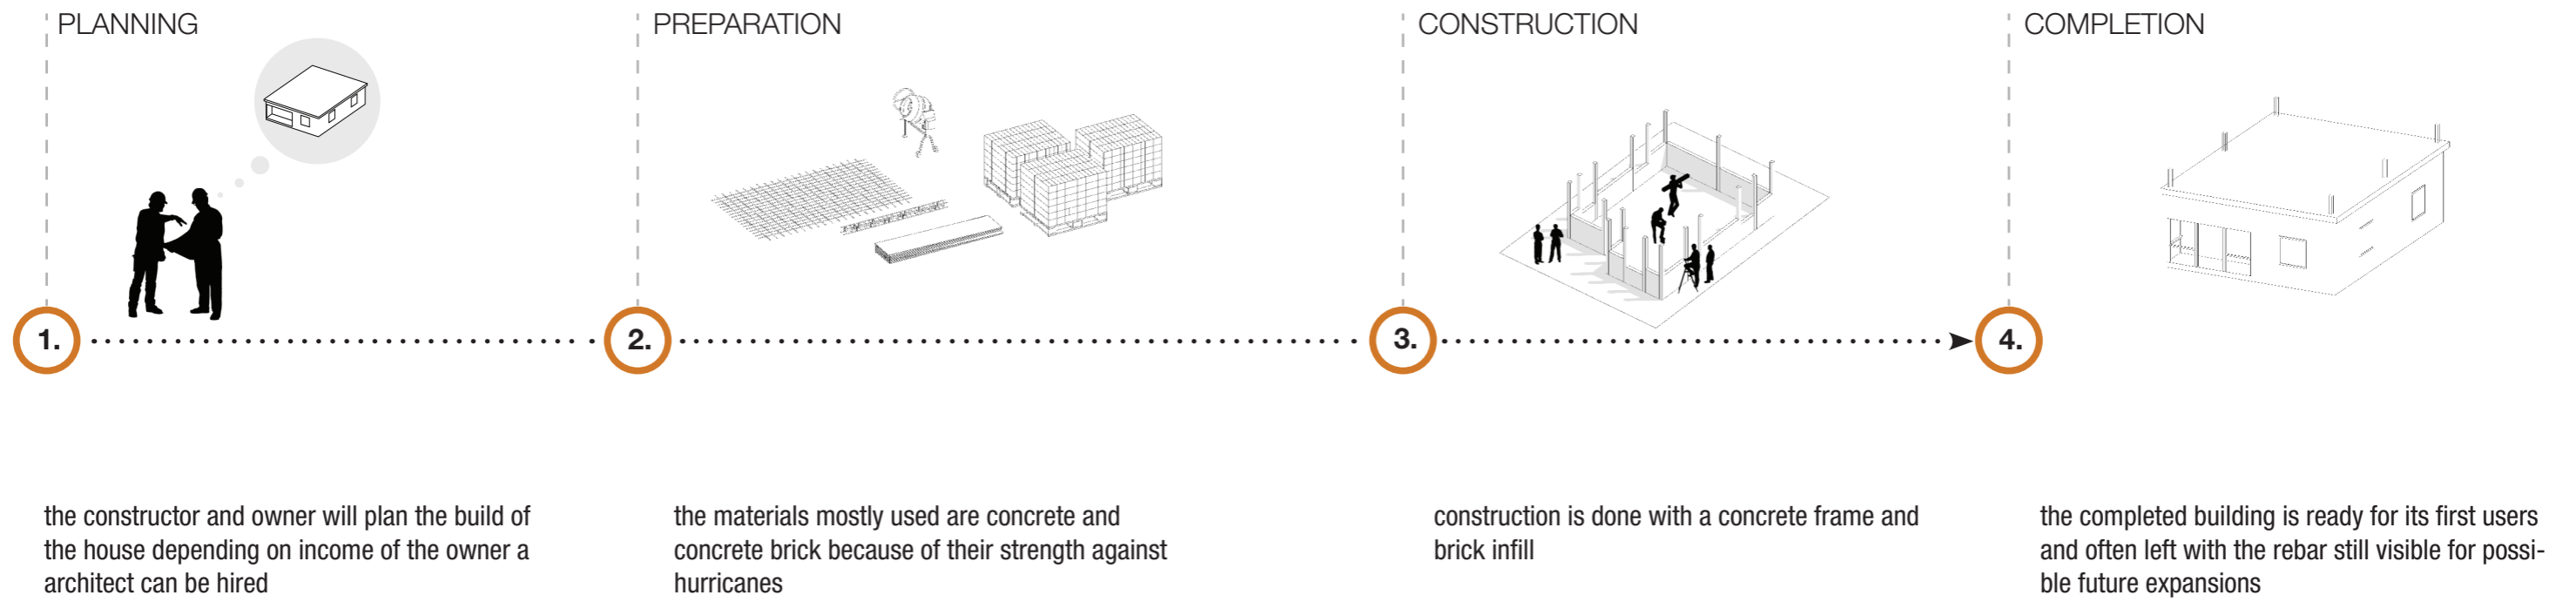 PLANNING
PREPARATION
CONSTRUCTION
COMPLETION
1.
2.
3.
4.
the constructor and owner will plan the build of
the house depending on income of the owner a
architect can be hired
the materials mostly used are concrete and
concrete brick because of their strength against
hurricanes
construction is done with a concrete frame and
brick infill
the completed building is ready for its first users
and often left with the rebar still visible for possi-
ble future expansions